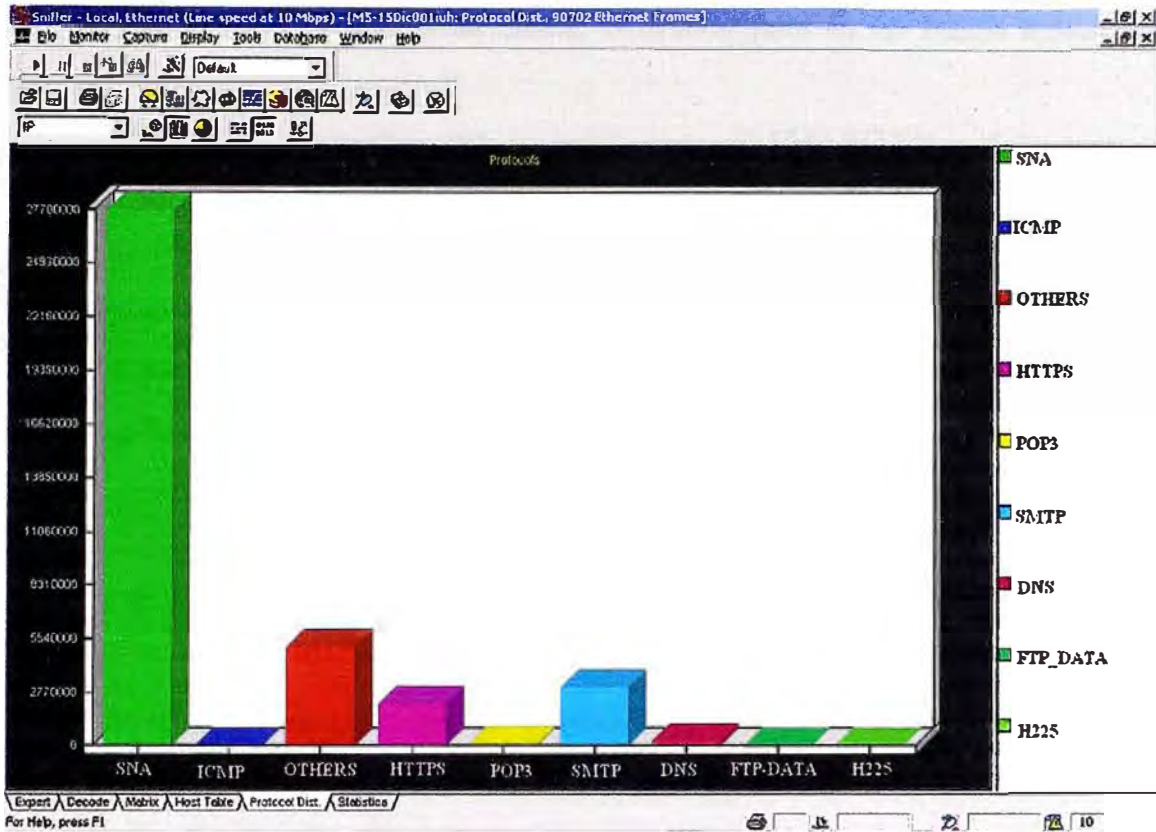 Sniffer - Local, Ethernet (Line speed at 10 Mbps) - [M5-15Dic001iuh: Protocol Dist., 90702 Ethernet Frames]
File Monitor Capture Display Tools Database Window Help
Default
IP
Protocols
27700000
24930000
22160000
19390000
16620000
13850000
11080000
8310000
5540000
2770000
0
SNA ICMP OTHERS HTTPS POP3 SMTP DNS FTP-DATA H225
SNA
ICMP
OTHERS
HTTPS
POP3
SMTP
DNS
FTP_DATA
H225
Expert Decode Matrix Host Table Protocol Dist. Statistics
For Help, press F1
10